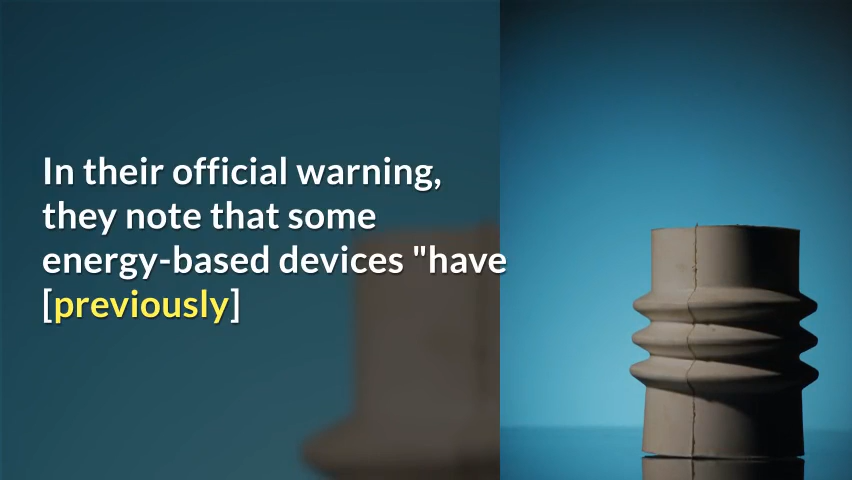 In their official warning,
they note that some
energy-based devices "have
[previously]